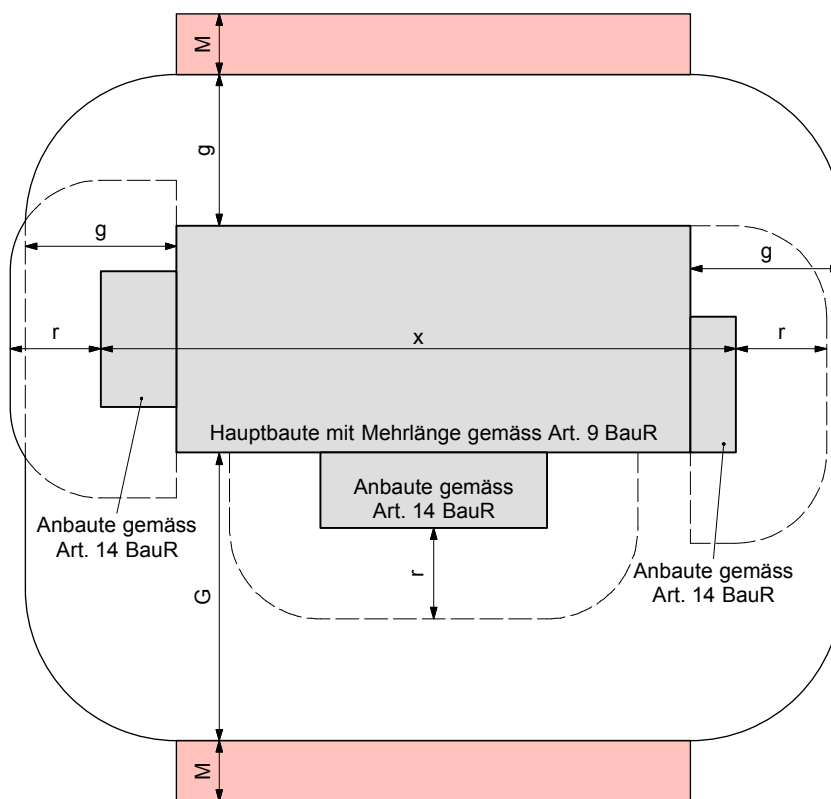 M
g
g
g
r
x
r
Hauptbaute mit Mehrlänge gemäss Art. 9 BauR
Anbaute gemäss
Art. 14 BauR
Anbaute gemäss
Art. 14 BauR
Anbaute gemäss
Art. 14 BauR
r
G
M